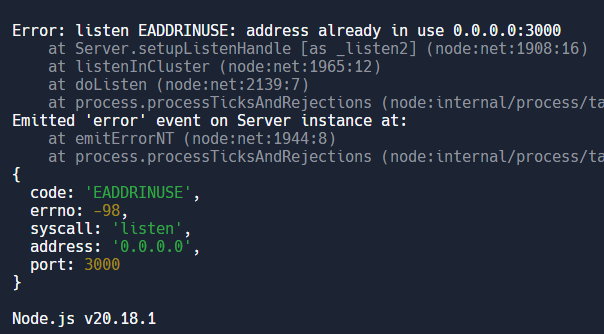 Error: listen EADDRINUSE: address already in use 0.0.0.0:3000
    at Server.setupListenHandle [as _listen2] (node:net:1908:16)
    at listenInCluster (node:net:1965:12)
    at doListen (node:net:2139:7)
    at process.processTicksAndRejections (node:internal/process/ta
Emitted 'error' event on Server instance at:
    at emitErrorNT (node:net:1944:8)
    at process.processTicksAndRejections (node:internal/process/ta
{
  code: 'EADDRINUSE',
  errno: -98,
  syscall: 'listen',
  address: '0.0.0.0',
  port: 3000
}
Node.js v20.18.1